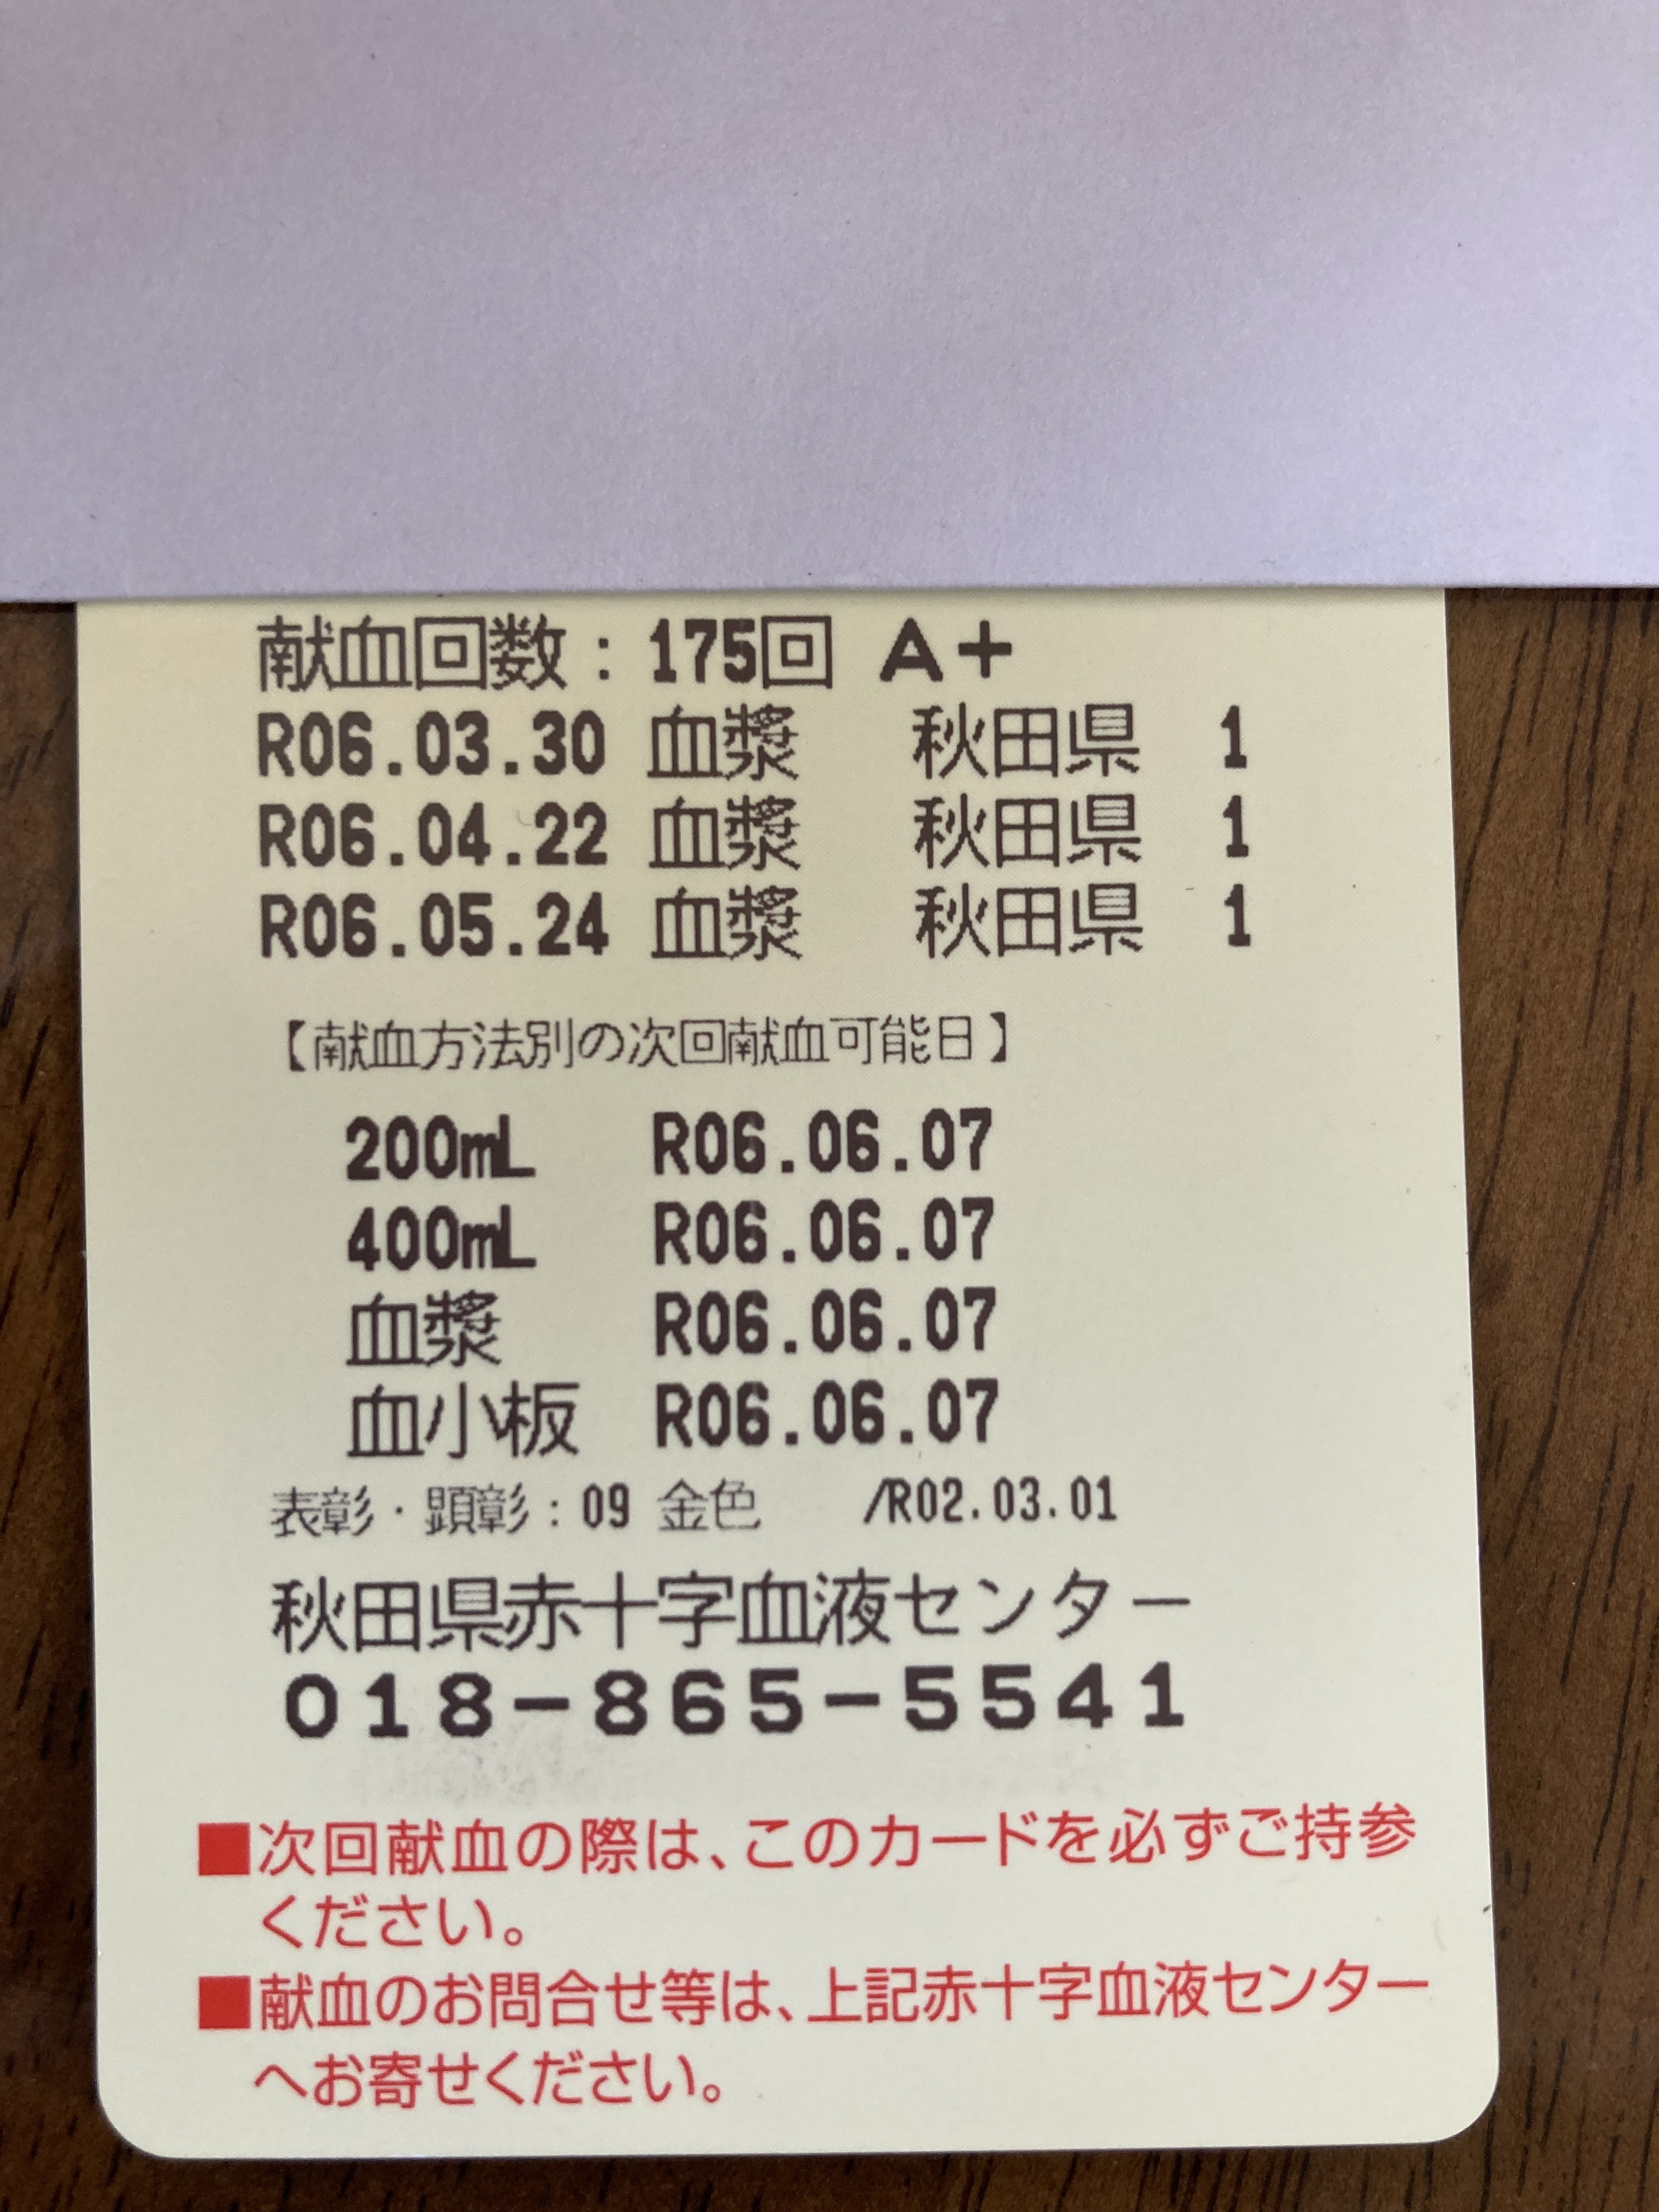 献血回数：175回 A＋
R06.03.30 血漿 秋田県 1
R06.04.22 血漿 秋田県 1
R06.05.24 血漿 秋田県 1
【献血方法別の次回献血可能日】
200mL R06.06.07
400mL R06.06.07
血漿 R06.06.07
血小板 R06.06.07
表彰・顕彰：09 金色 /R02.03.01
秋田県赤十字血液センター
018-865-5541
■次回献血の際は、このカードを必ずご持参
ください。
■献血のお問合せ等は、上記赤十字血液センター
へお寄せください。